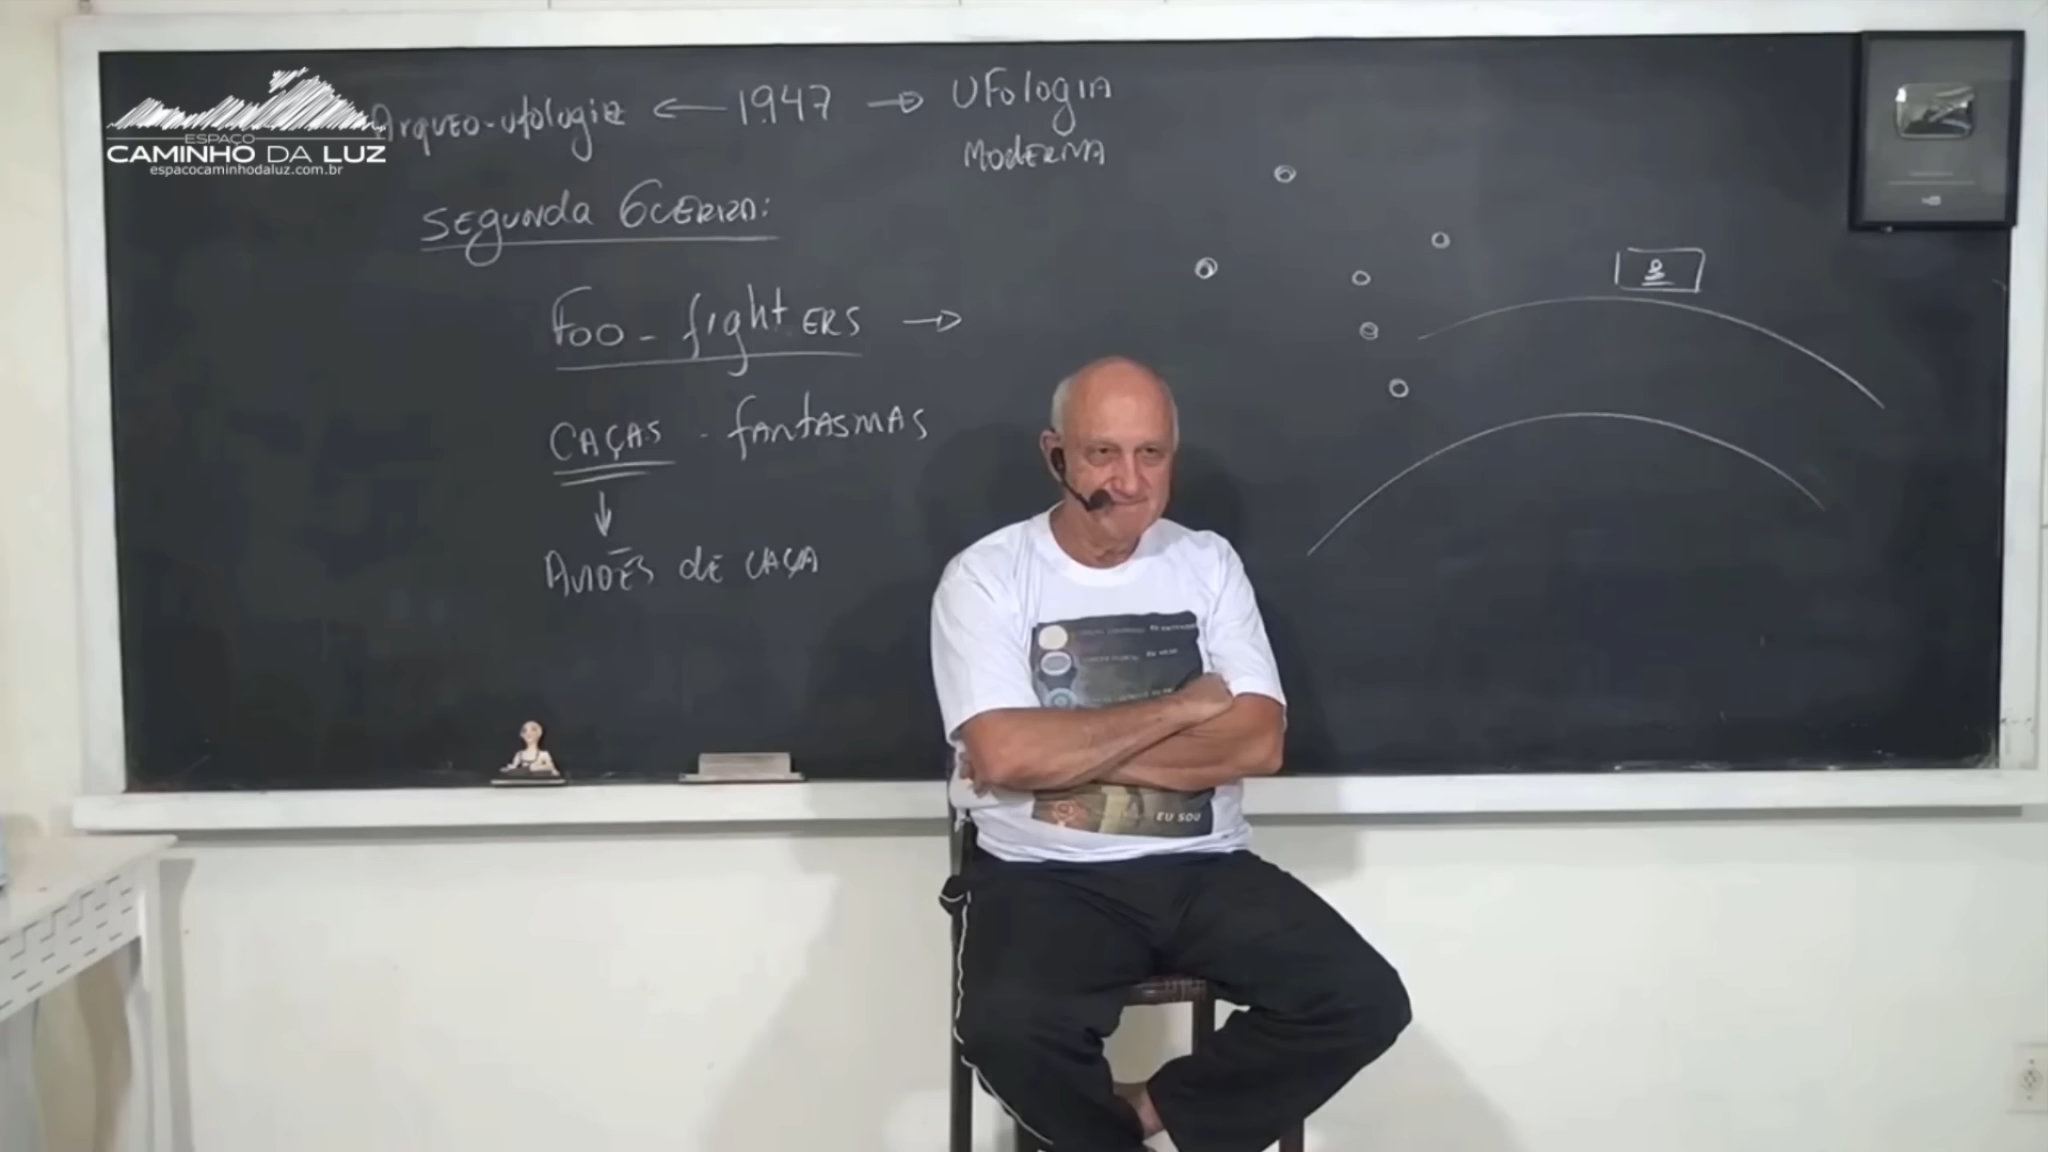 Arqueo-ufologia ← 1947 → UFologia
MODERNA
ESPAÇO
CAMINHO DA LUZ
espacocaminhodaluz.com.br
SEgunda GUERRA:
FOO - fightERS →
CAÇAS - fANTASMAS
↓
AVIÕES dE CAÇA
EU SOU